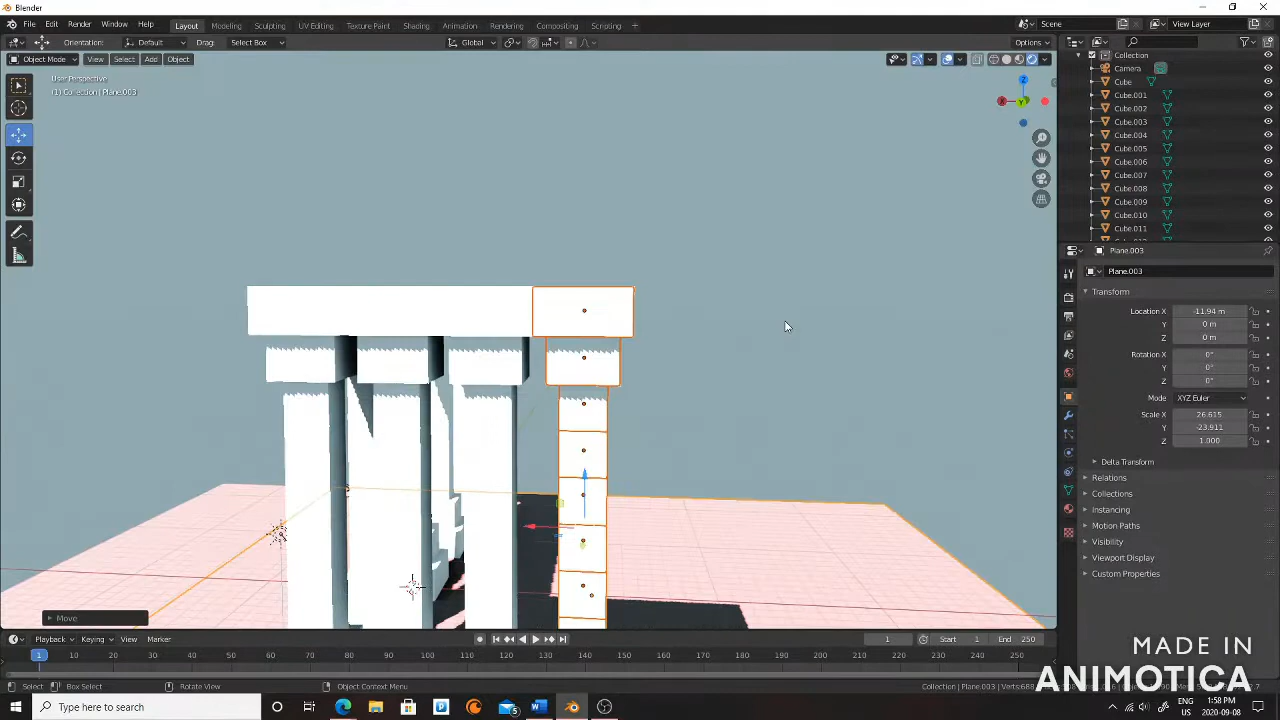 Blender
File Edit Render Window Help Layout Modeling Sculpting UV Editing Texture Paint Shading Animation Rendering Compositing Scripting + Scene View Layer
Orientation: Default Drag: Select Box Global Options
Object Mode View Select Add Object
User Perspective
(1) Collection | Plane.003
X Y Z
Collection
Camera
Cube
Cube.001
Cube.002
Cube.003
Cube.004
Cube.005
Cube.006
Cube.007
Cube.008
Cube.009
Cube.010
Cube.011
Plane.003
Plane.003
Transform
Location X -11.94 m
Y 0 m
Z 0 m
Rotation X 0°
Y 0°
Z 0°
Mode XYZ Euler
Scale X 26.615
Y -23.911
Z 1.000
Delta Transform
Relations
Collections
Instancing
Motion Paths
Visibility
Viewport Display
Custom Properties
Move
Playback Keying View Marker 1 Start 1 End 250
1 10 20 30 40 50 60 70 80 90 100 110 120 130 140 150 160 170 180 190 200 210 220 230 240 250
Select Box Select Rotate View Object Context Menu Collection | Plane.003 | Verts:688
MADE IN
ANIMOTICA
Type here to search
5
ENG
US
1:58 PM
2020-09-08